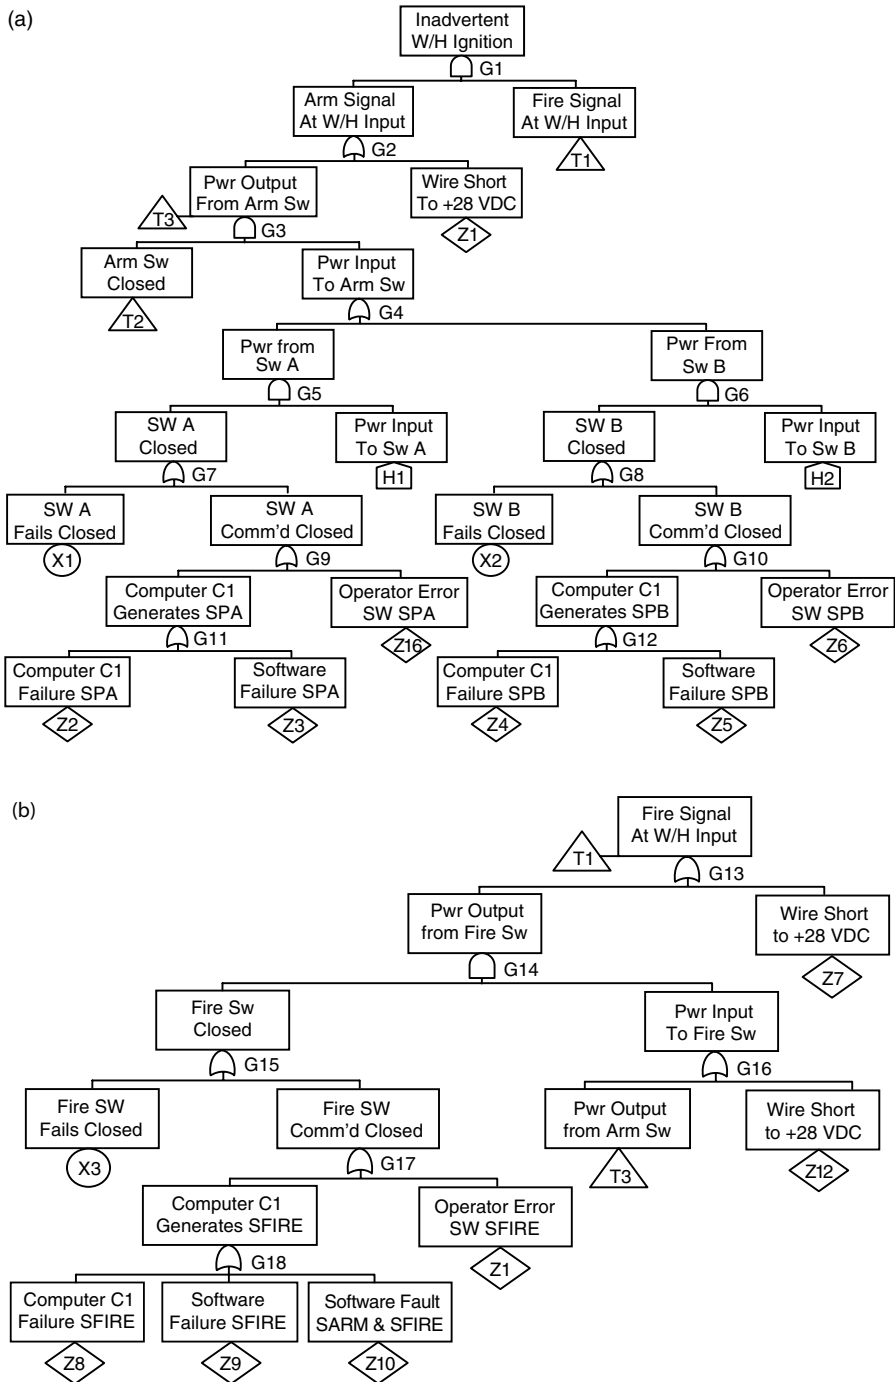 (a)
Inadvertent
W/H Ignition
G1
Arm Signal
At W/H Input
Fire Signal
At W/H Input
G2
T1
Pwr Output
From Arm Sw
Wire Short
To +28 VDC
T3
G3
Z1
Arm Sw
Closed
Pwr Input
To Arm Sw
T2
G4
Pwr from
Sw A
Pwr From
Sw B
G5
G6
SW A
Closed
Pwr Input
To Sw A
SW B
Closed
Pwr Input
To Sw B
G7
H1
G8
H2
SW A
Fails Closed
SW A
Comm'd Closed
SW B
Fails Closed
SW B
Comm'd Closed
X1
G9
X2
G10
Computer C1
Generates SPA
Operator Error
SW SPA
Computer C1
Generates SPB
Operator Error
SW SPB
G11
Z16
G12
Z6
Computer C1
Failure SPA
Software
Failure SPA
Computer C1
Failure SPB
Software
Failure SPB
Z2
Z3
Z4
Z5
(b)
Fire Signal
At W/H Input
T1
G13
Pwr Output
from Fire Sw
Wire Short
to +28 VDC
G14
Z7
Fire Sw
Closed
Pwr Input
To Fire Sw
G15
G16
Fire SW
Fails Closed
Fire SW
Comm'd Closed
Pwr Output
from Arm Sw
Wire Short
to +28 VDC
X3
G17
T3
Z12
Computer C1
Generates SFIRE
Operator Error
SW SFIRE
G18
Z1
Computer C1
Failure SFIRE
Software
Failure SFIRE
Software Fault
SARM & SFIRE
Z8
Z9
Z10